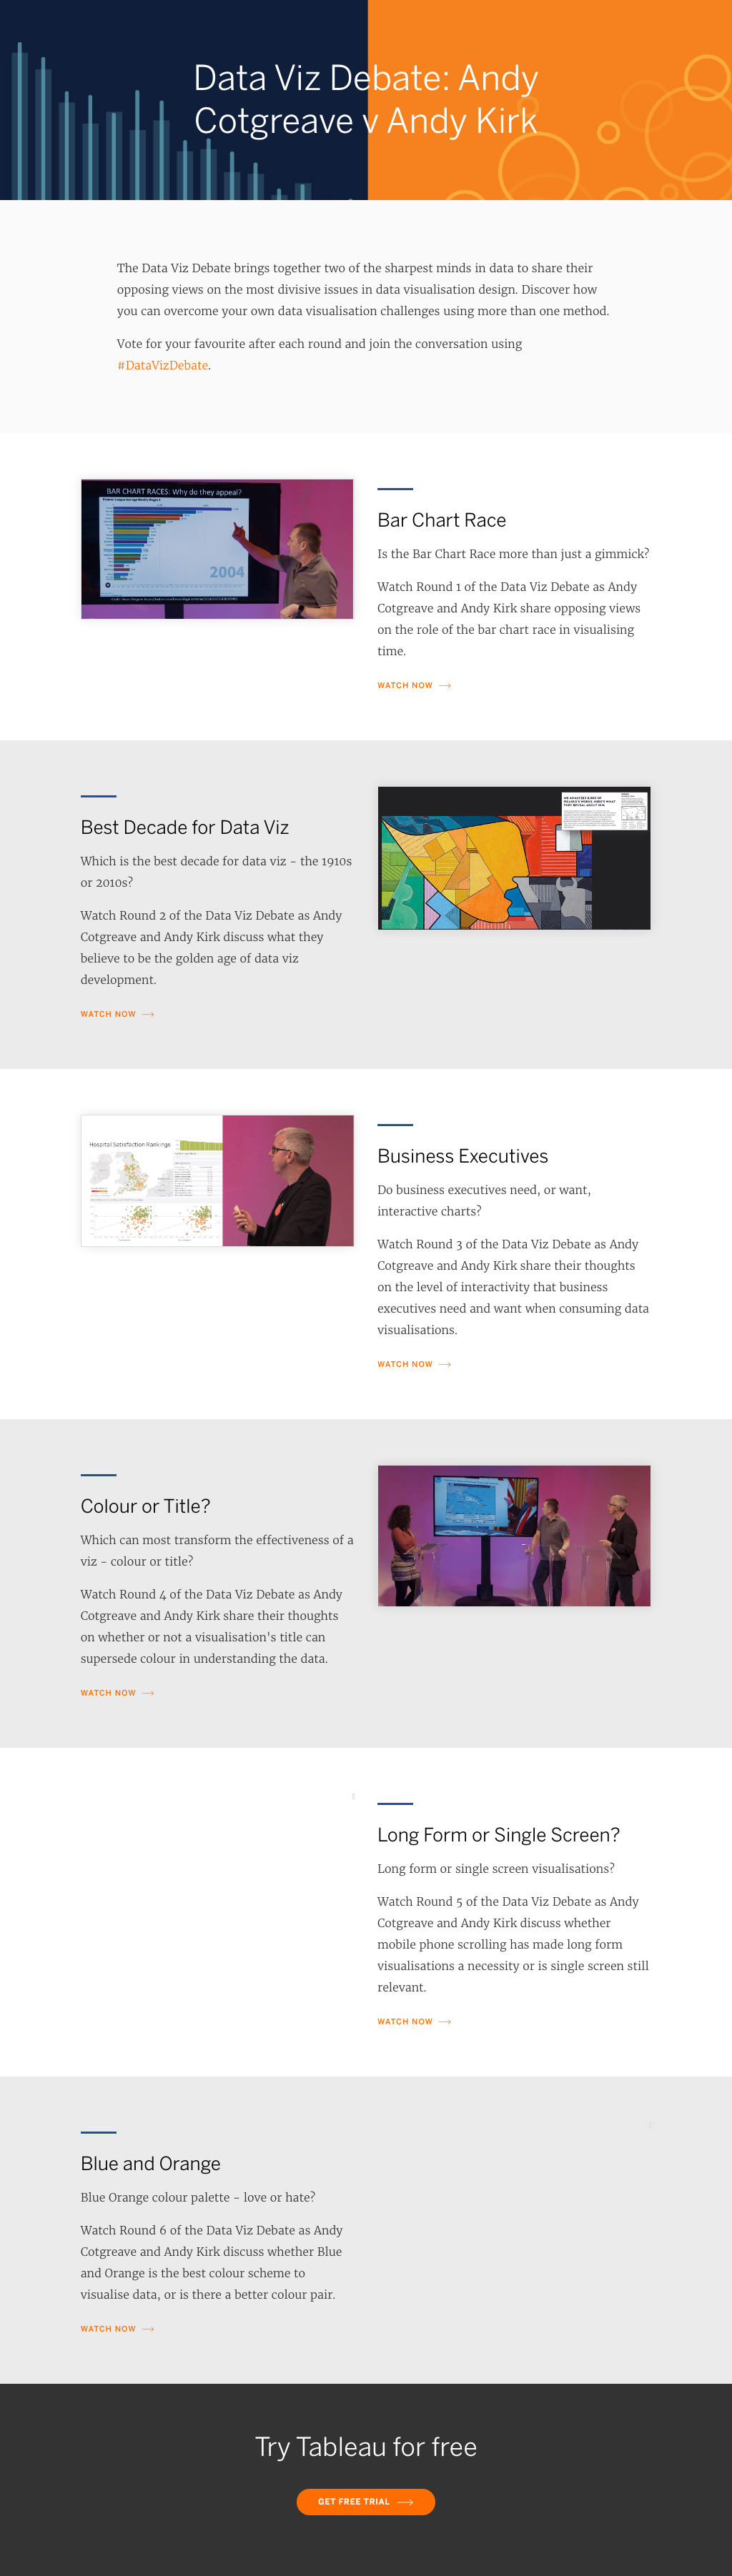 Data Viz Debate: Andy
Cotgreave v Andy Kirk
The Data Viz Debate brings together two of the sharpest minds in data to share their
opposing views on the most divisive issues in data visualisation design. Discover how
you can overcome your own data visualisation challenges using more than one method.
Vote for your favourite after each round and join the conversation using
#DataVizDebate.
BAR CHART RACES: Why do they appeal?
2004
Bar Chart Race
Is the Bar Chart Race more than just a gimmick?
Watch Round 1 of the Data Viz Debate as Andy
Cotgreave and Andy Kirk share opposing views
on the role of the bar chart race in visualising
time.
WATCH NOW
Best Decade for Data Viz
Which is the best decade for data viz - the 1910s
or 2010s?
Watch Round 2 of the Data Viz Debate as Andy
Cotgreave and Andy Kirk discuss what they
believe to be the golden age of data viz
development.
WATCH NOW
Hospital Satisfaction Rankings
Business Executives
Do business executives need, or want,
interactive charts?
Watch Round 3 of the Data Viz Debate as Andy
Cotgreave and Andy Kirk share their thoughts
on the level of interactivity that business
executives need and want when consuming data
visualisations.
WATCH NOW
Colour or Title?
Which can most transform the effectiveness of a
viz - colour or title?
Watch Round 4 of the Data Viz Debate as Andy
Cotgreave and Andy Kirk share their thoughts
on whether or not a visualisation's title can
supersede colour in understanding the data.
WATCH NOW
Long Form or Single Screen?
Long form or single screen visualisations?
Watch Round 5 of the Data Viz Debate as Andy
Cotgreave and Andy Kirk discuss whether
mobile phone scrolling has made long form
visualisations a necessity or is single screen still
relevant.
WATCH NOW
Blue and Orange
Blue Orange colour palette - love or hate?
Watch Round 6 of the Data Viz Debate as Andy
Cotgreave and Andy Kirk discuss whether Blue
and Orange is the best colour scheme to
visualise data, or is there a better colour pair.
WATCH NOW
Try Tableau for free
GET FREE TRIAL